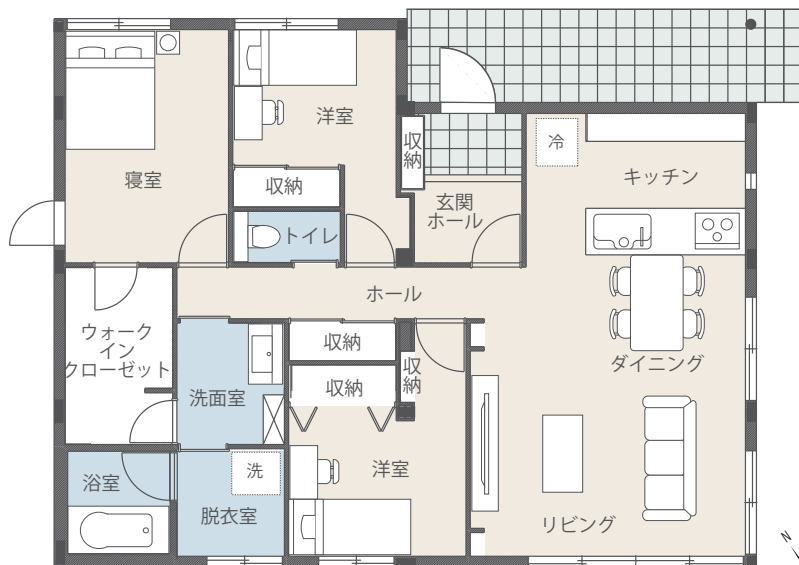 冷
洋室
収納
キッチン
寝室
収納
玄関
ホール
トイレ
ホール
ウォーク
イン
クローゼット
収納
収納
ダイニング
収納
洗面室
洋室
洗
浴室
脱衣室
リビング
N